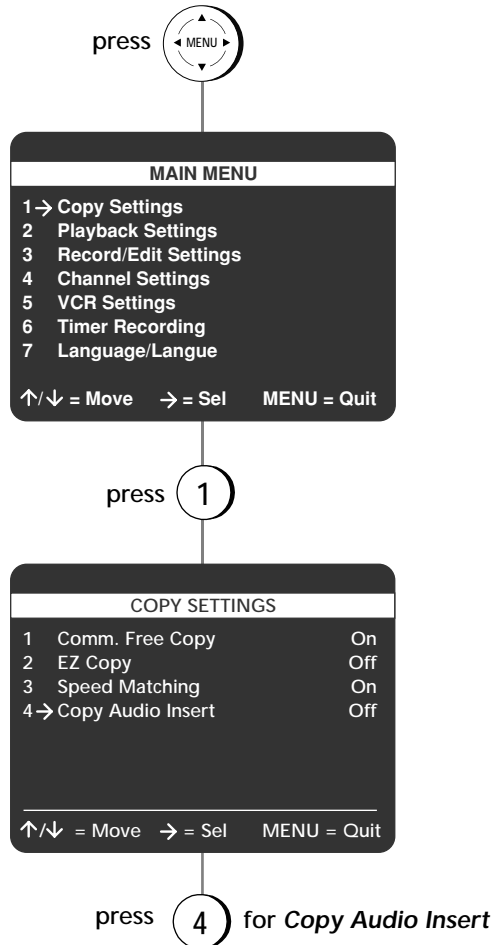 press MENU
MAIN MENU
1→ Copy Settings
2 Playback Settings
3 Record/Edit Settings
4 Channel Settings
5 VCR Settings
6 Timer Recording
7 Language/Langue
↑/↓ = Move → = Sel MENU = Quit
press 1
COPY SETTINGS
1 Comm. Free Copy On
2 EZ Copy Off
3 Speed Matching On
4→ Copy Audio Insert Off
↑/↓ = Move → = Sel MENU = Quit
press 4 for Copy Audio Insert